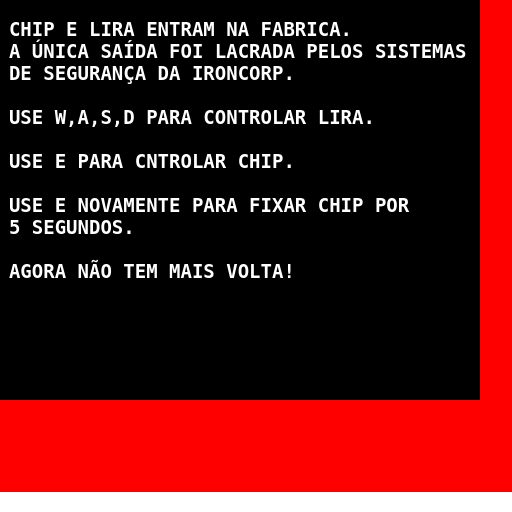 CHIP E LIRA ENTRAM NA FABRICA.
A ÚNICA SAÍDA FOI LACRADA PELOS SISTEMAS
DE SEGURANÇA DA IRONCORP.
USE W,A,S,D PARA CONTROLAR LIRA.
USE E PARA CNTROLAR CHIP.
USE E NOVAMENTE PARA FIXAR CHIP POR
5 SEGUNDOS.
AGORA NÃO TEM MAIS VOLTA!